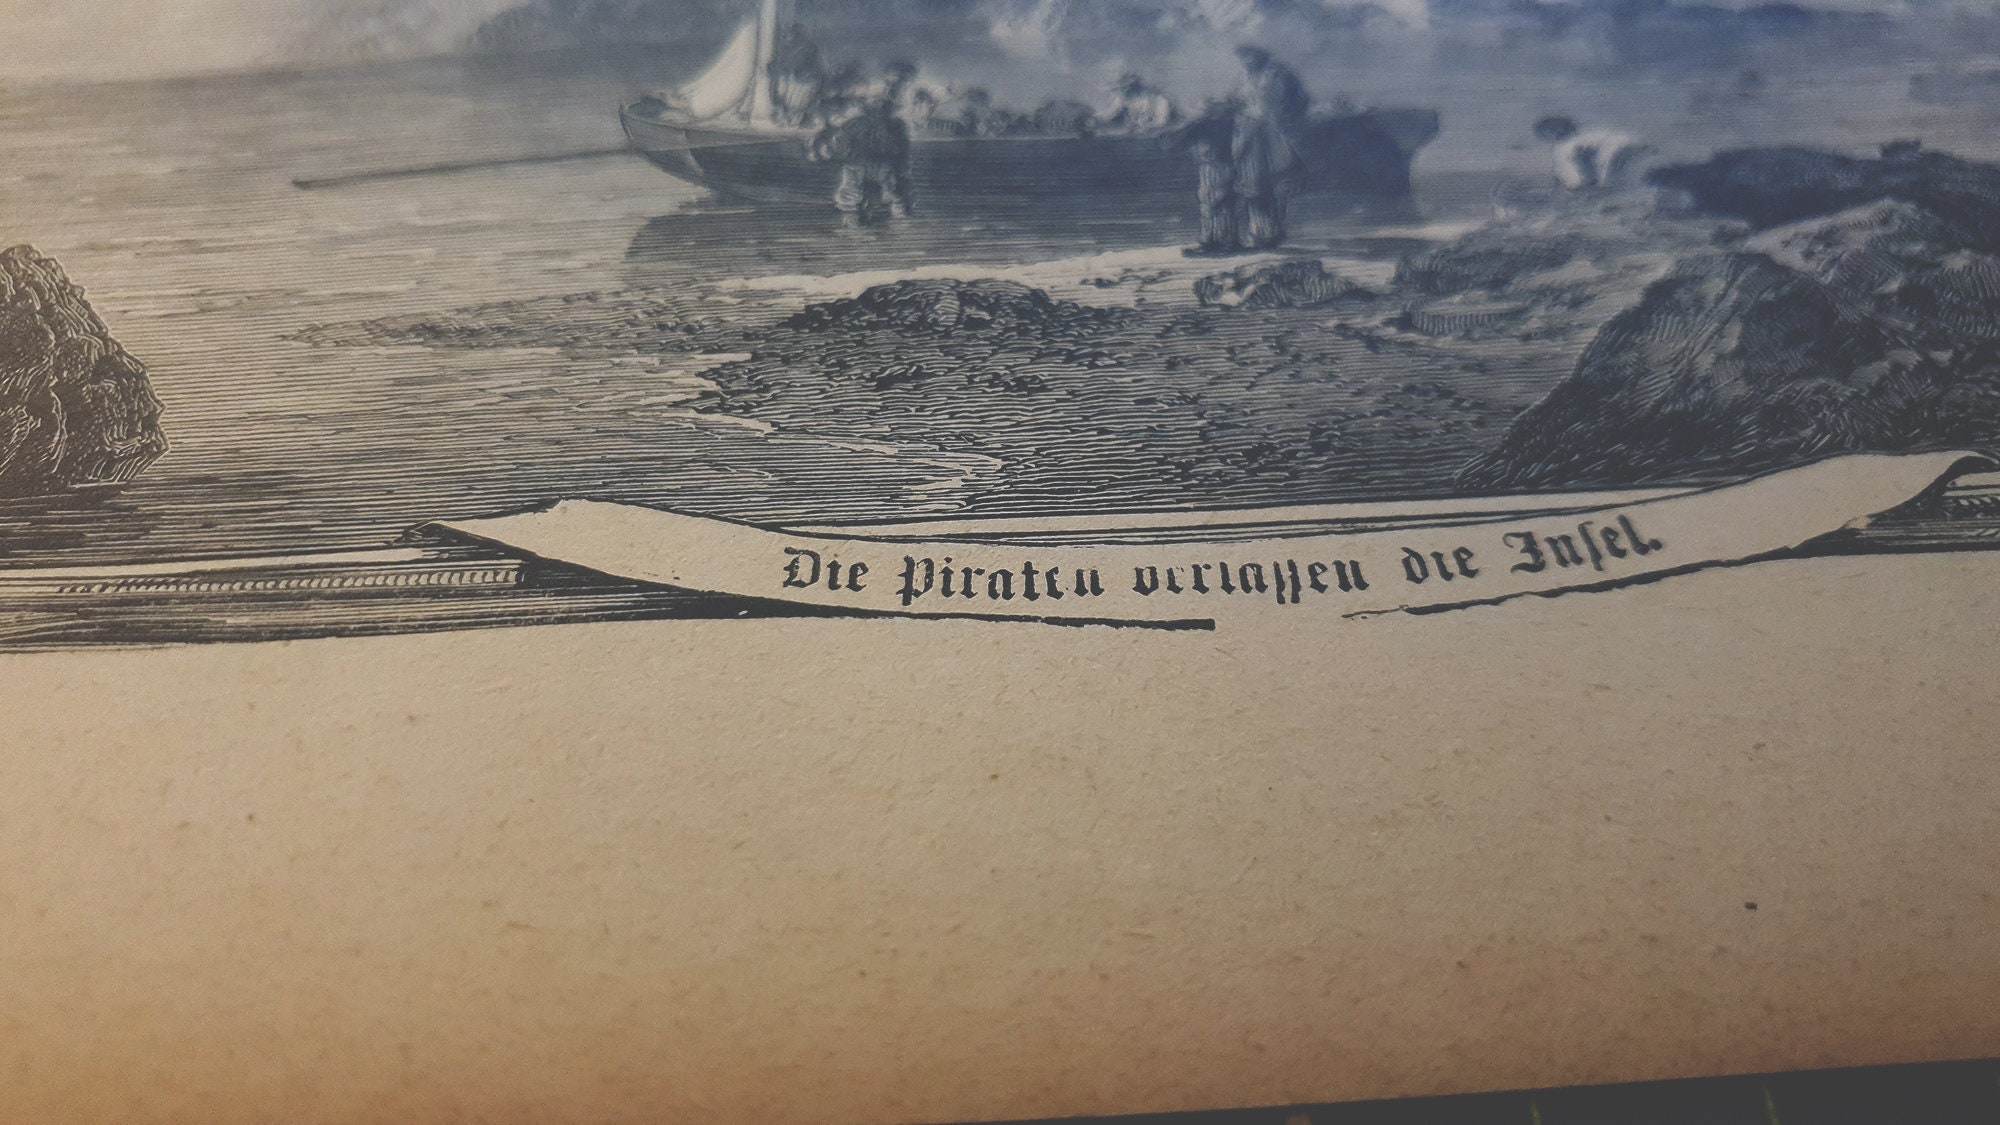 Die Piraten verlassen die Insel.